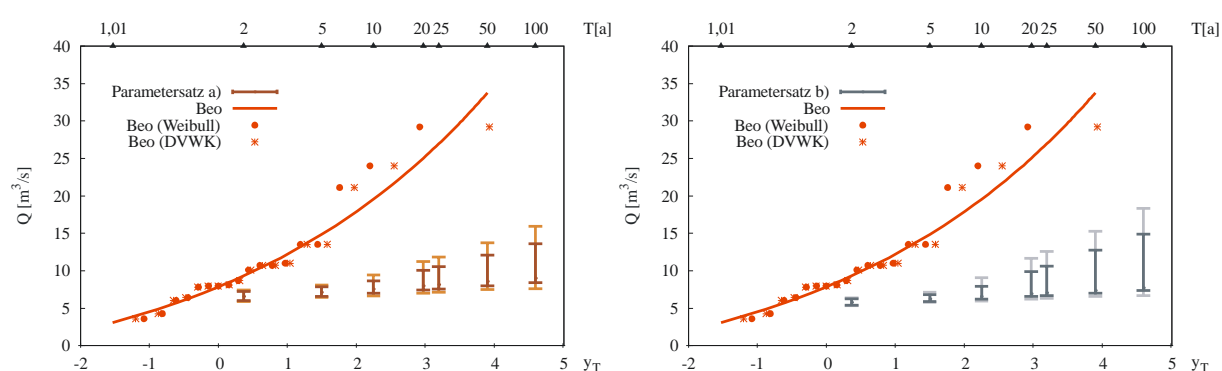 1,01 2 5 10 20 25 50 100 T[a]
40
35
30
25
20
15
10
5
0
Q [m³/s]
Parametersatz a)
Beo
Beo (Weibull)
Beo (DVWK)
-2 -1 0 1 2 3 4 5 y_T
1,01 2 5 10 20 25 50 100 T[a]
40
35
30
25
20
15
10
5
0
Q [m³/s]
Parametersatz b)
Beo
Beo (Weibull)
Beo (DVWK)
-2 -1 0 1 2 3 4 5 y_T